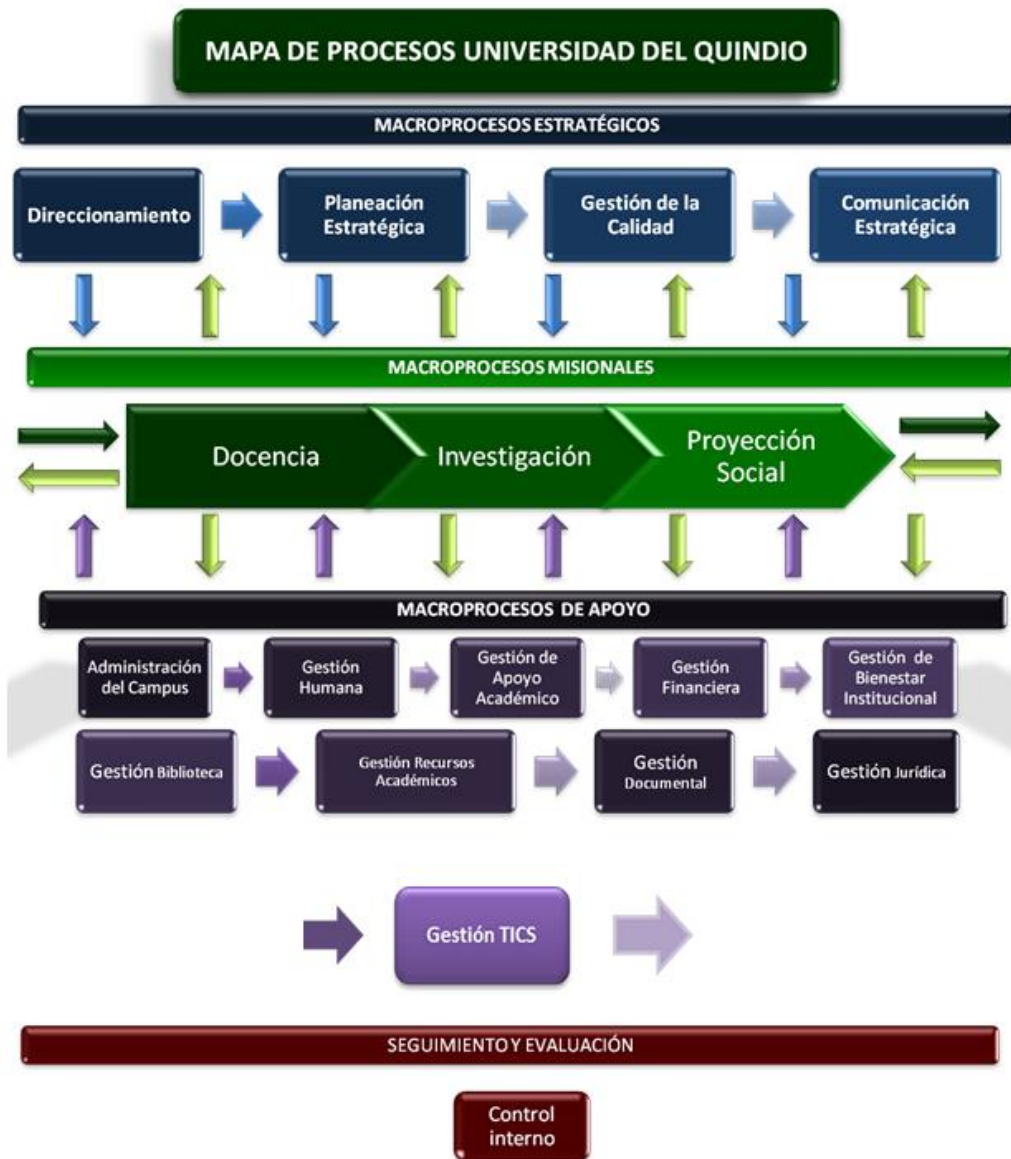 MAPA DE PROCESOS UNIVERSIDAD DEL QUINDIO
MACROPROCESOS ESTRATÉGICOS
Direccionamiento
Planeación
Estratégica
Gestión de la
Calidad
Comunicación
Estratégica
MACROPROCESOS MISIONALES
Docencia
Investigación
Proyección
Social
MACROPROCESOS DE APOYO
Administración
del Campus
Gestión
Humana
Gestión de
Apoyo
Académico
Gestión
Financiera
Gestión de
Bienestar
Institucional
Gestión Biblioteca
Gestión Recursos
Académicos
Gestión
Documental
Gestión Jurídica
Gestión TICS
SEGUIMIENTO Y EVALUACIÓN
Control
interno